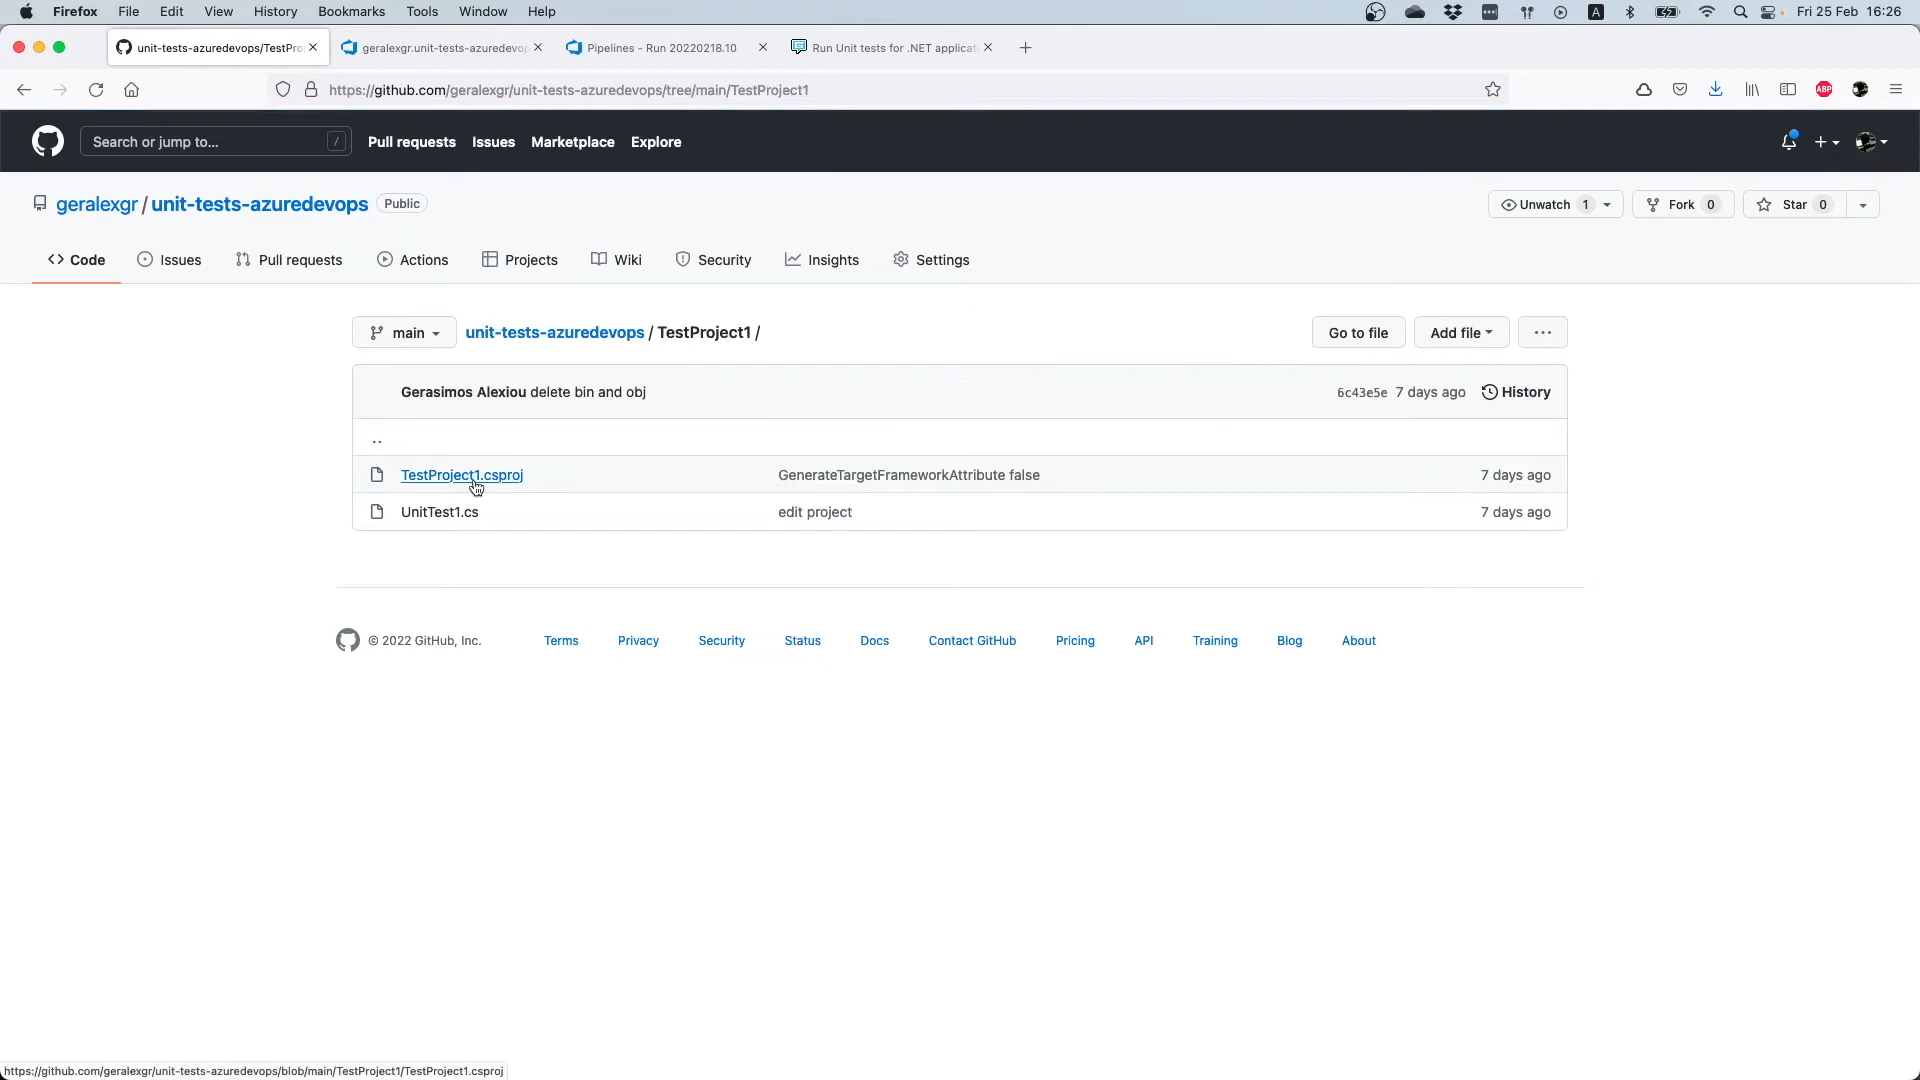 Firefox File Edit View History Bookmarks Tools Window Help A Fri 25 Feb 16:26
unit-tests-azuredevops/TestPro geralexgr.unit-tests-azuredevop Pipelines - Run 20220218.10 Run Unit tests for .NET applicati
https://github.com/geralexgr/unit-tests-azuredevops/tree/main/TestProject1 ABP
Search or jump to... / Pull requests Issues Marketplace Explore
geralexgr / unit-tests-azuredevops Public Unwatch 1 Fork 0 Star 0
Code Issues Pull requests Actions Projects Wiki Security Insights Settings
main unit-tests-azuredevops / TestProject1 / Go to file Add file ...
Gerasimos Alexiou delete bin and obj 6c43e5e 7 days ago History
..
TestProject1.csproj GenerateTargetFrameworkAttribute false 7 days ago
UnitTest1.cs edit project 7 days ago
© 2022 GitHub, Inc. Terms Privacy Security Status Docs Contact GitHub Pricing API Training Blog About
https://github.com/geralexgr/unit-tests-azuredevops/blob/main/TestProject1/TestProject1.csproj